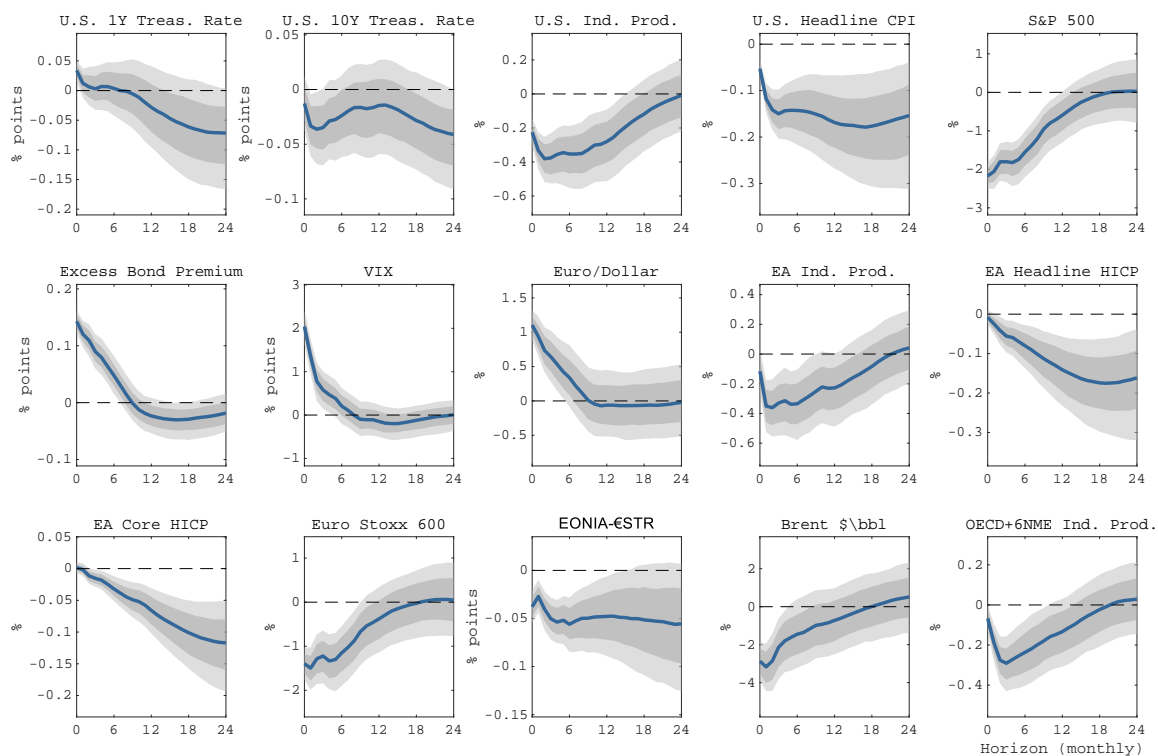 U.S. 1Y Treas. Rate
U.S. 10Y Treas. Rate
U.S. Ind. Prod.
U.S. Headline CPI
S&P 500
% points
0.05
0
-0.05
-0.1
-0.15
-0.2
0 6 12 18 24
% points
0.05
0
-0.05
-0.1
0 6 12 18 24
%
0.2
0
-0.2
-0.4
-0.6
0 6 12 18 24
%
0
-0.1
-0.2
-0.3
0 6 12 18 24
%
1
0
-1
-2
-3
0 6 12 18 24
Excess Bond Premium
VIX
Euro/Dollar
EA Ind. Prod.
EA Headline HICP
% points
0.2
0.1
0
-0.1
0 6 12 18 24
3
2
1
0
-1
0 6 12 18 24
%
1.5
1
0.5
0
-0.5
0 6 12 18 24
%
0.4
0.2
0
-0.2
-0.4
-0.6
0 6 12 18 24
%
0
-0.1
-0.2
-0.3
0 6 12 18 24
EA Core HICP
Euro Stoxx 600
EONIA-€STR
Brent $\bbl
OECD+6NME Ind. Prod.
%
0.05
0
-0.05
-0.1
-0.15
-0.2
0 6 12 18 24
%
1
0
-1
-2
0 6 12 18 24
% points
0
-0.05
-0.1
-0.15
0 6 12 18 24
%
2
0
-2
-4
0 6 12 18 24
%
0.2
0
-0.2
-0.4
0 6 12 18 24
Horizon (monthly)